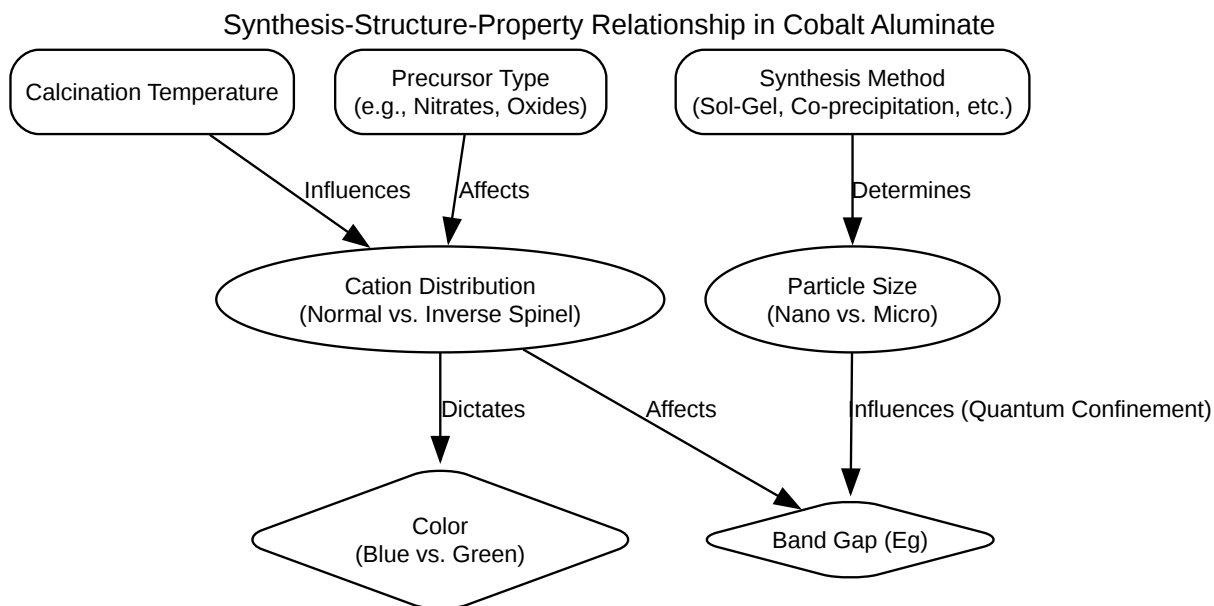 Synthesis-Structure-Property Relationship in Cobalt Aluminate
Calcination Temperature
Precursor Type
(e.g., Nitrates, Oxides)
Synthesis Method
(Sol-Gel, Co-precipitation, etc.)
Influences
Affects
Determines
Cation Distribution
(Normal vs. Inverse Spinel)
Particle Size
(Nano vs. Micro)
Dictates
Affects
Influences (Quantum Confinement)
Color
(Blue vs. Green)
Band Gap (Eg)